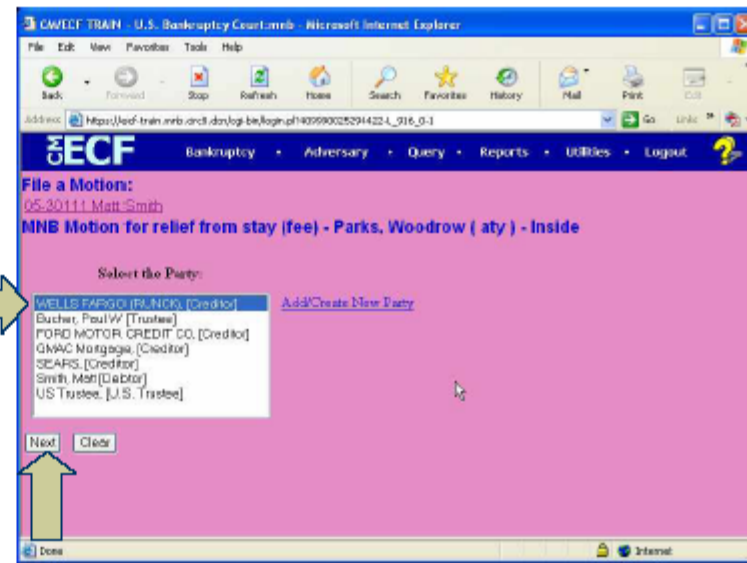 CM/ECF TRAIN - U.S. Bankruptcy Court:mnb - Microsoft Internet Explorer
File Edit View Favorites Tools Help
Back Forward Stop Refresh Home Search Favorites History Mail Print Edit
Address Go Links
CM ECF Bankruptcy • Adversary • Query • Reports • Utilities • Logout ?
File a Motion:
05-30111 Matt Smith
MNB Motion for relief from stay (fee) - Parks, Woodrow ( aty ) - Inside
Select the Party:
WELLS FARGO (RUNCK), [Creditor] Add/Create New Party
Bucher, Paul W [Trustee]
FORD MOTOR CREDIT CO, [Creditor]
GMAC Mortgage, [Creditor]
SEARS, [Creditor]
Smith, Matt [Debtor]
US Trustee, [U.S. Trustee]
Next Clear
Done Internet